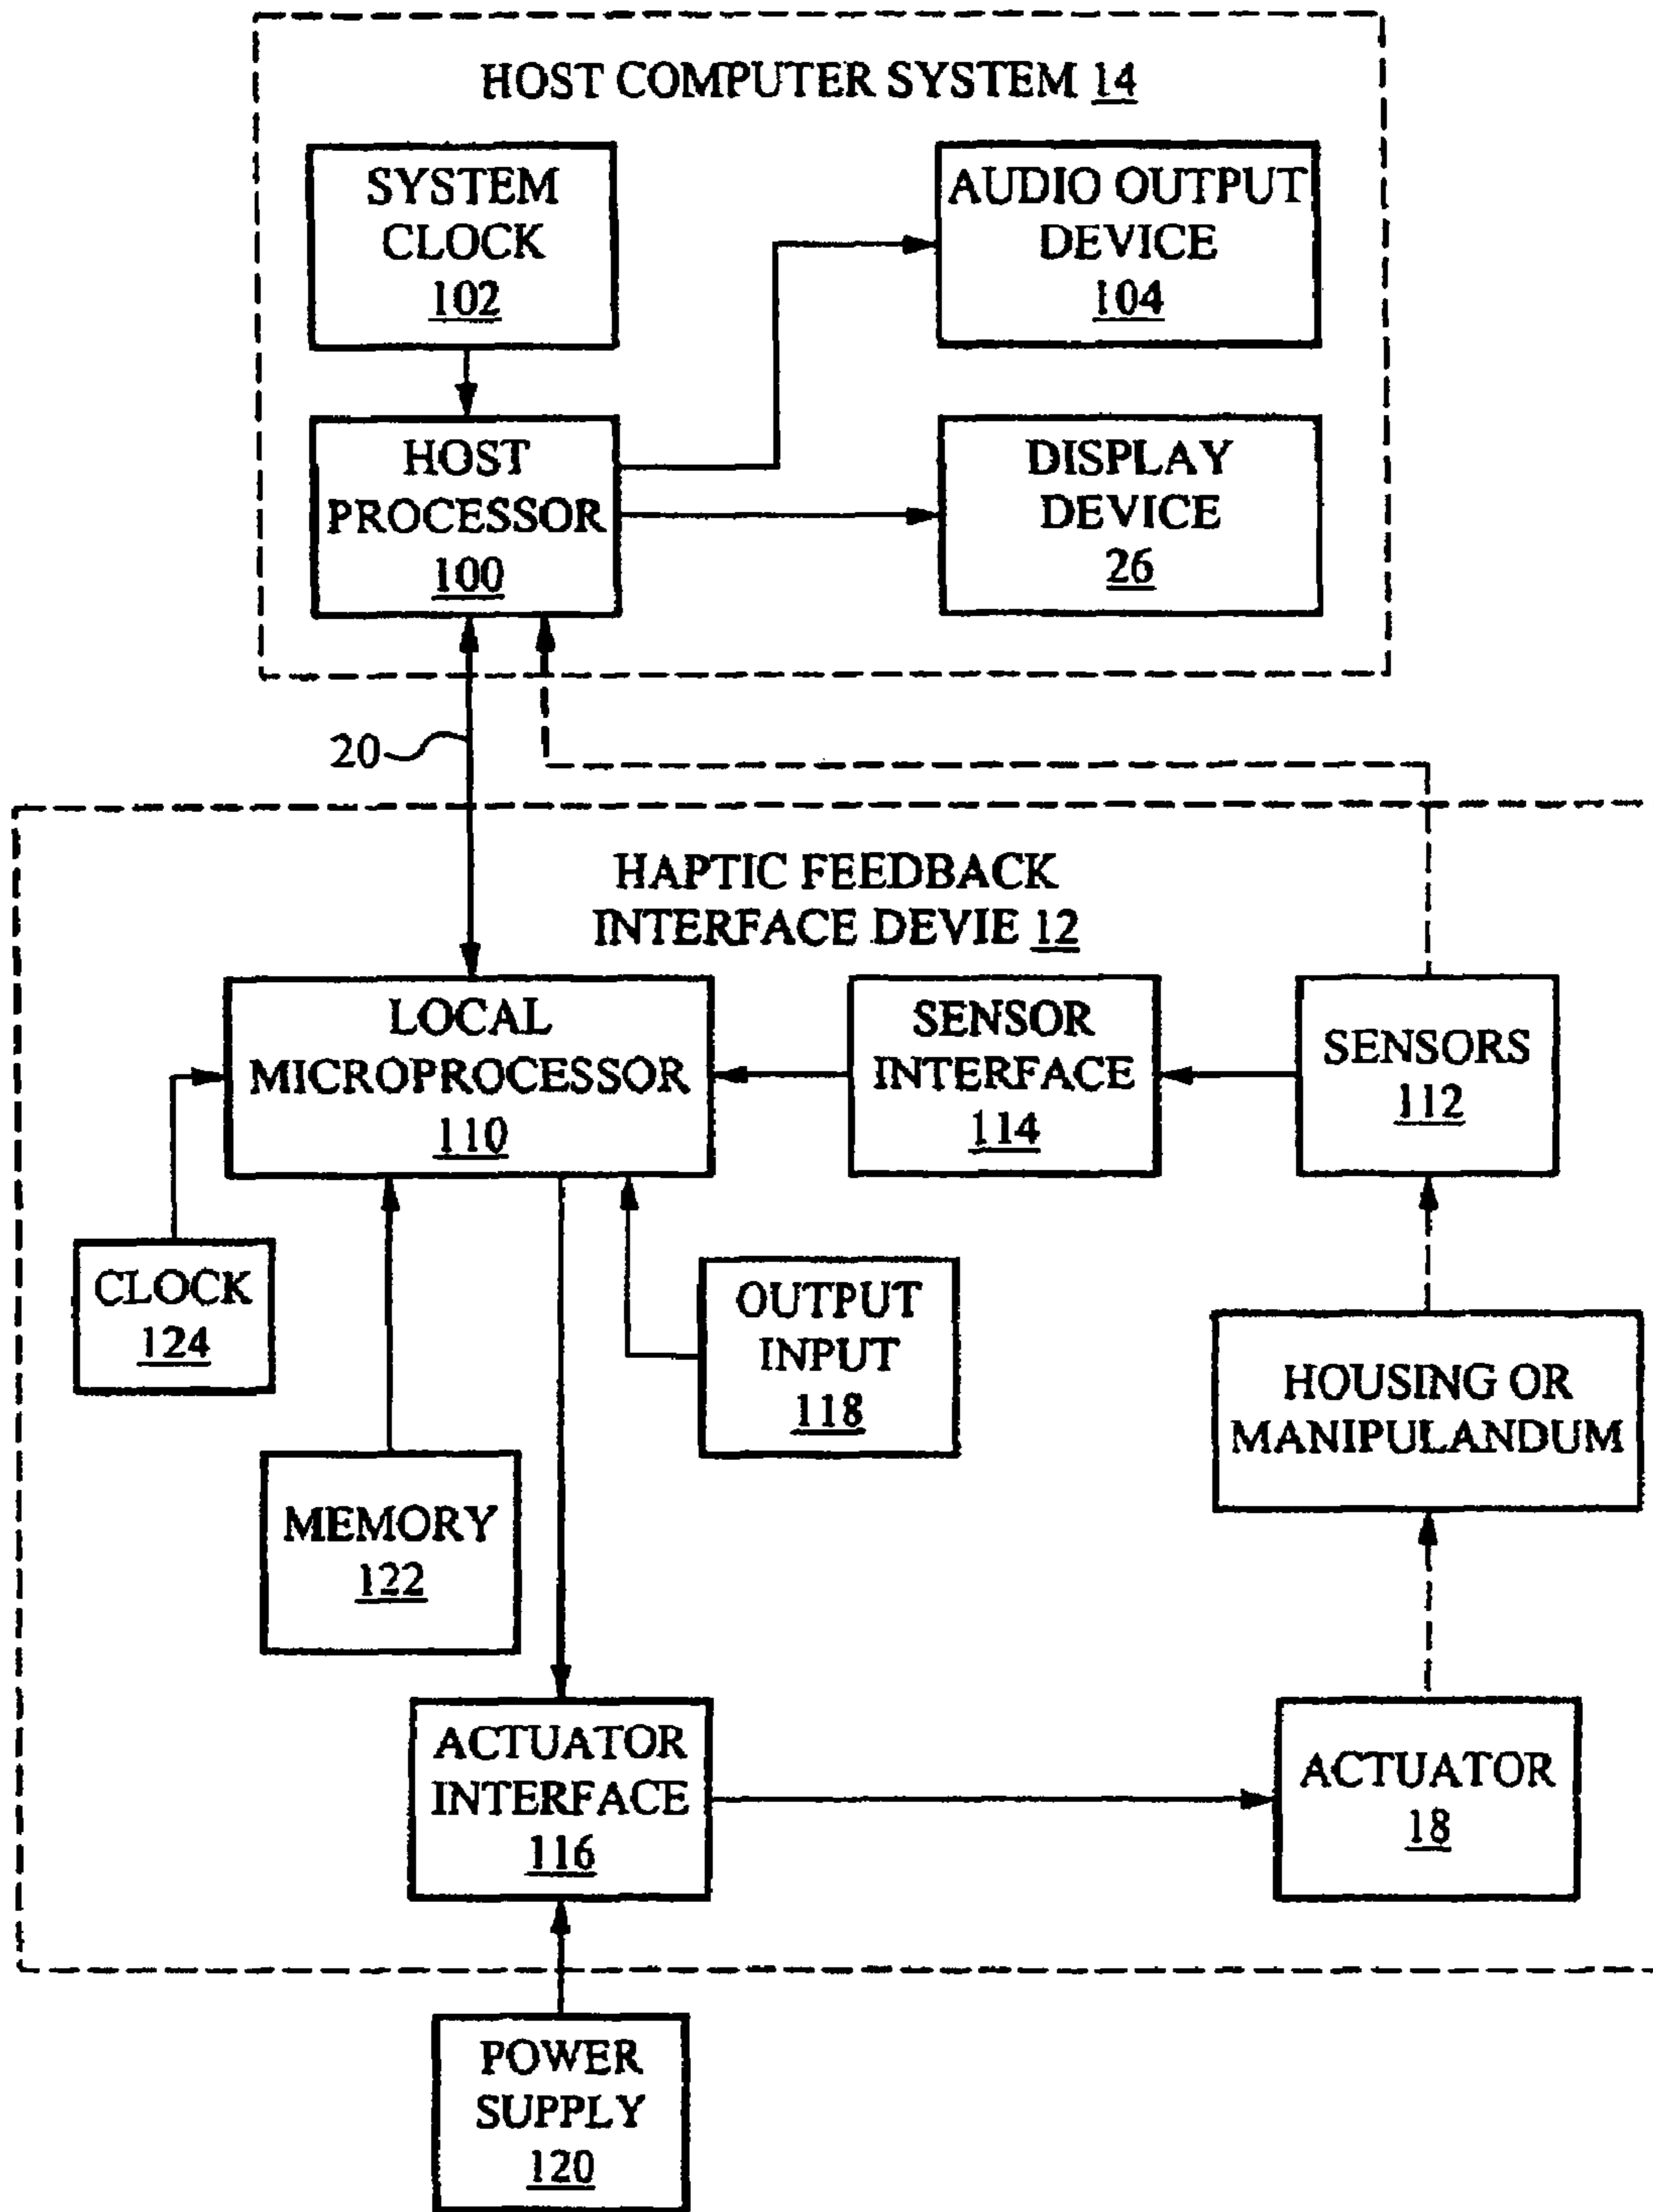 HOST COMPUTER SYSTEM 14
SYSTEM
CLOCK
102
AUDIO OUTPUT
DEVICE
104
HOST
PROCESSOR
100
DISPLAY
DEVICE
26
20
HAPTIC FEEDBACK
INTERFACE DEVIE 12
LOCAL
MICROPROCESSOR
110
SENSOR
INTERFACE
114
SENSORS
112
CLOCK
124
OUTPUT
INPUT
118
HOUSING OR
MANIPULANDUM
MEMORY
122
ACTUATOR
INTERFACE
116
ACTUATOR
18
POWER
SUPPLY
120